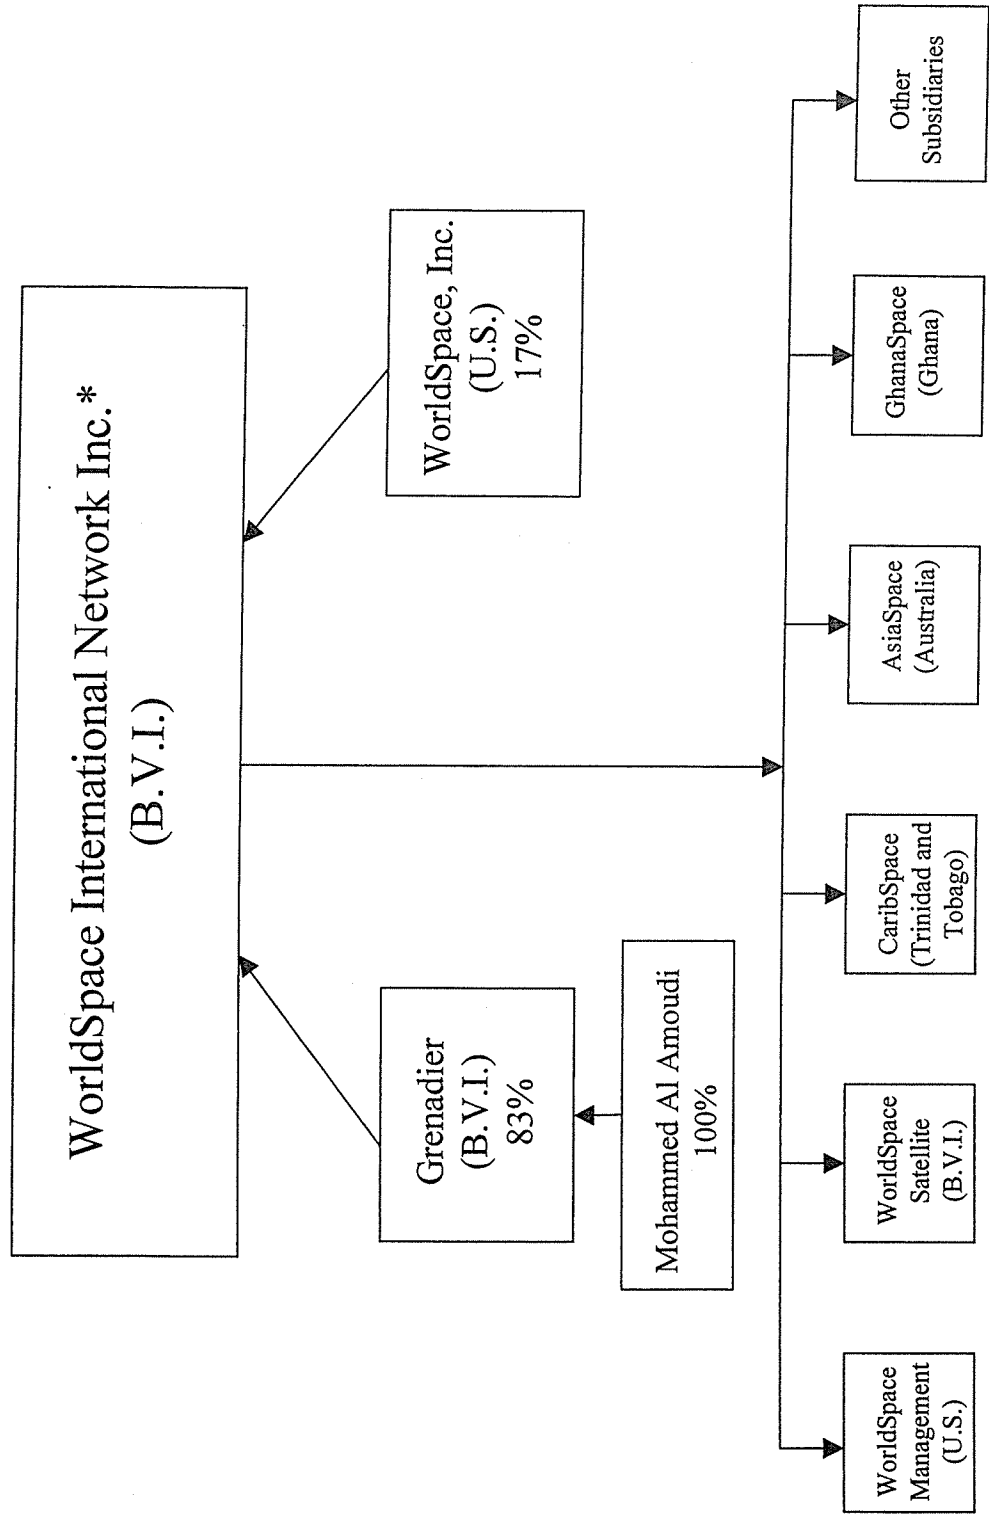 WorldSpace International Network Inc.*
(B.V.I.)
Grenadier
(B.V.I.)
83%
WorldSpace, Inc.
(U.S.)
17%
Mohammed Al Amoudi
100%
WorldSpace
Management
(U.S.)
WorldSpace
Satellite
(B.V.I.)
CaribSpace
(Trinidad and
Tobago)
AsiaSpace
(Australia)
GhanaSpace
(Ghana)
Other
Subsidiaries